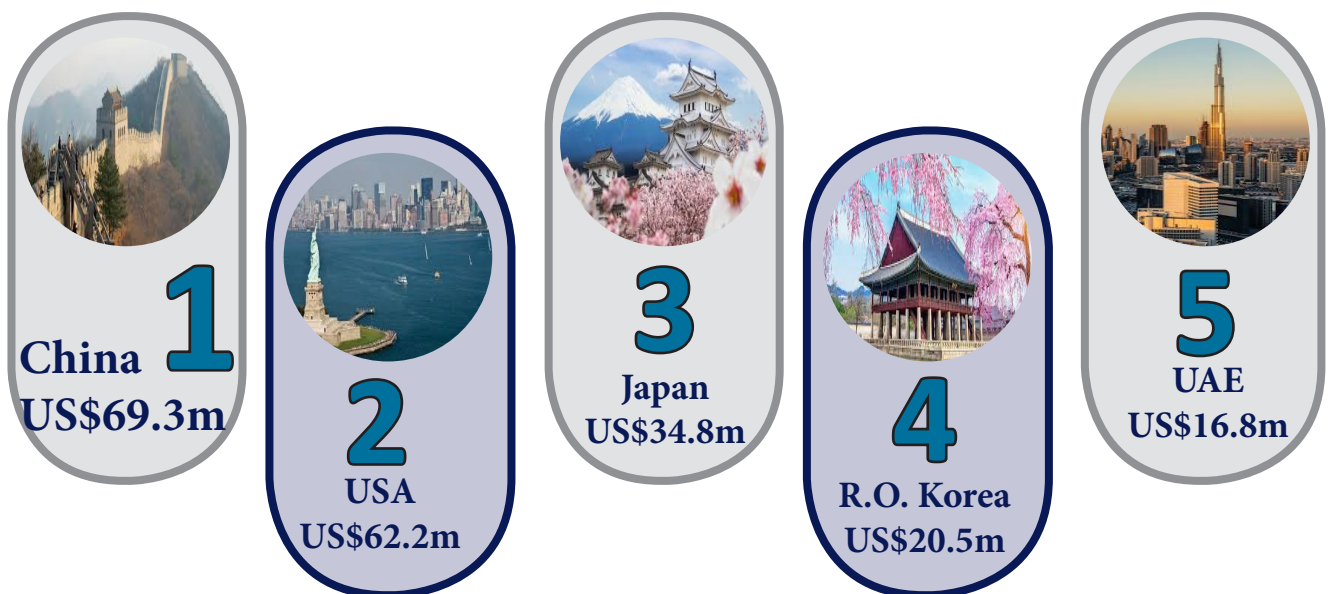 1
China
US$69.3m
2
USA
US$62.2m
3
Japan
US$34.8m
4
R.O. Korea
US$20.5m
5
UAE
US$16.8m